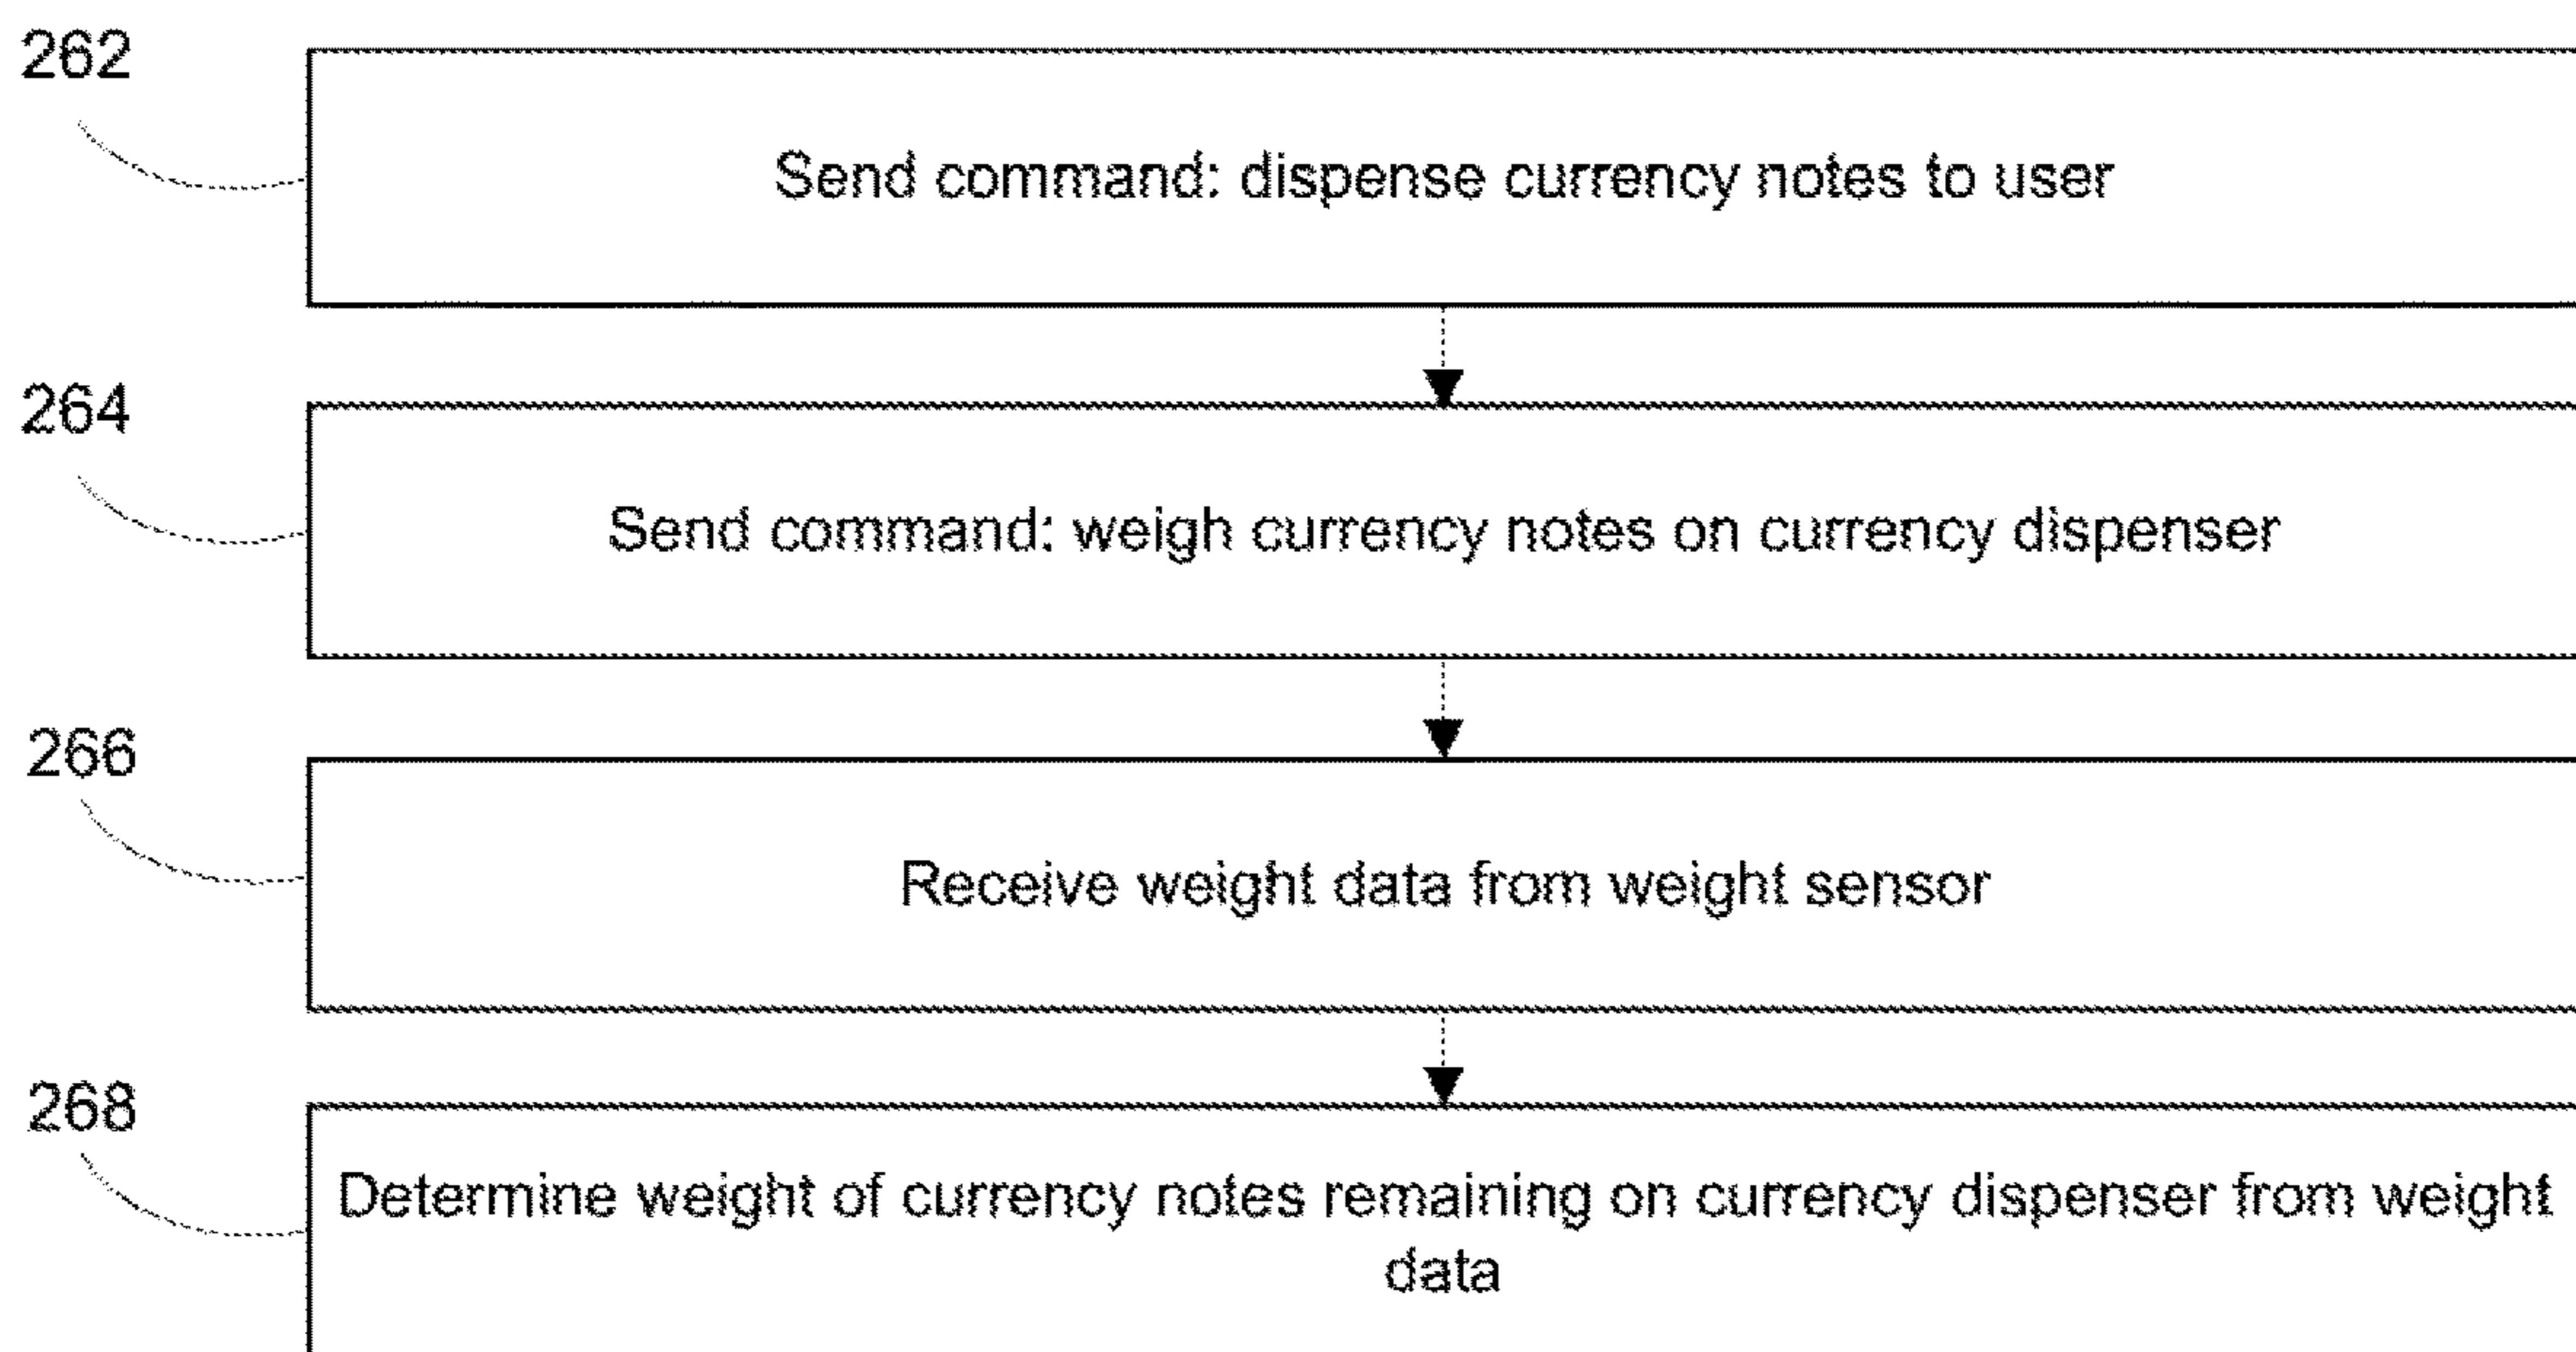 262
Send command: dispense currency notes to user
264
Send command: weigh currency notes on currency dispenser
266
Receive weight data from weight sensor
268
Determine weight of currency notes remaining on currency dispenser from weight
data